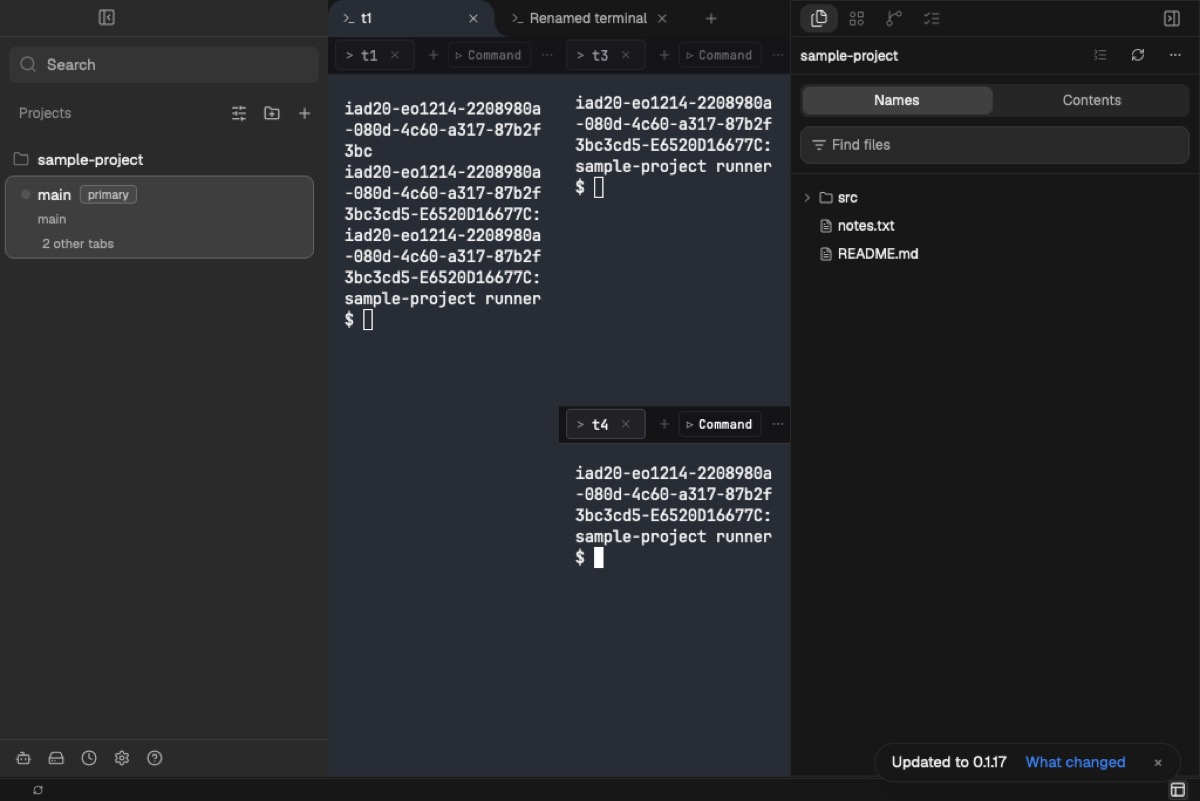 Search
Projects
sample-project
main primary
main
2 other tabs
>_ t1
>_ Renamed terminal
> t1
Command
iad20-eo1214-2208980a
-080d-4c60-a317-87b2f
3bc
iad20-eo1214-2208980a
-080d-4c60-a317-87b2f
3bc3cd5-E6520D16677C:
iad20-eo1214-2208980a
-080d-4c60-a317-87b2f
3bc3cd5-E6520D16677C:
sample-project runner
$
> t3
Command
iad20-eo1214-2208980a
-080d-4c60-a317-87b2f
3bc3cd5-E6520D16677C:
sample-project runner
$
> t4
Command
iad20-eo1214-2208980a
-080d-4c60-a317-87b2f
3bc3cd5-E6520D16677C:
sample-project runner
$
sample-project
Names
Contents
Find files
src
notes.txt
README.md
Updated to 0.1.17 What changed